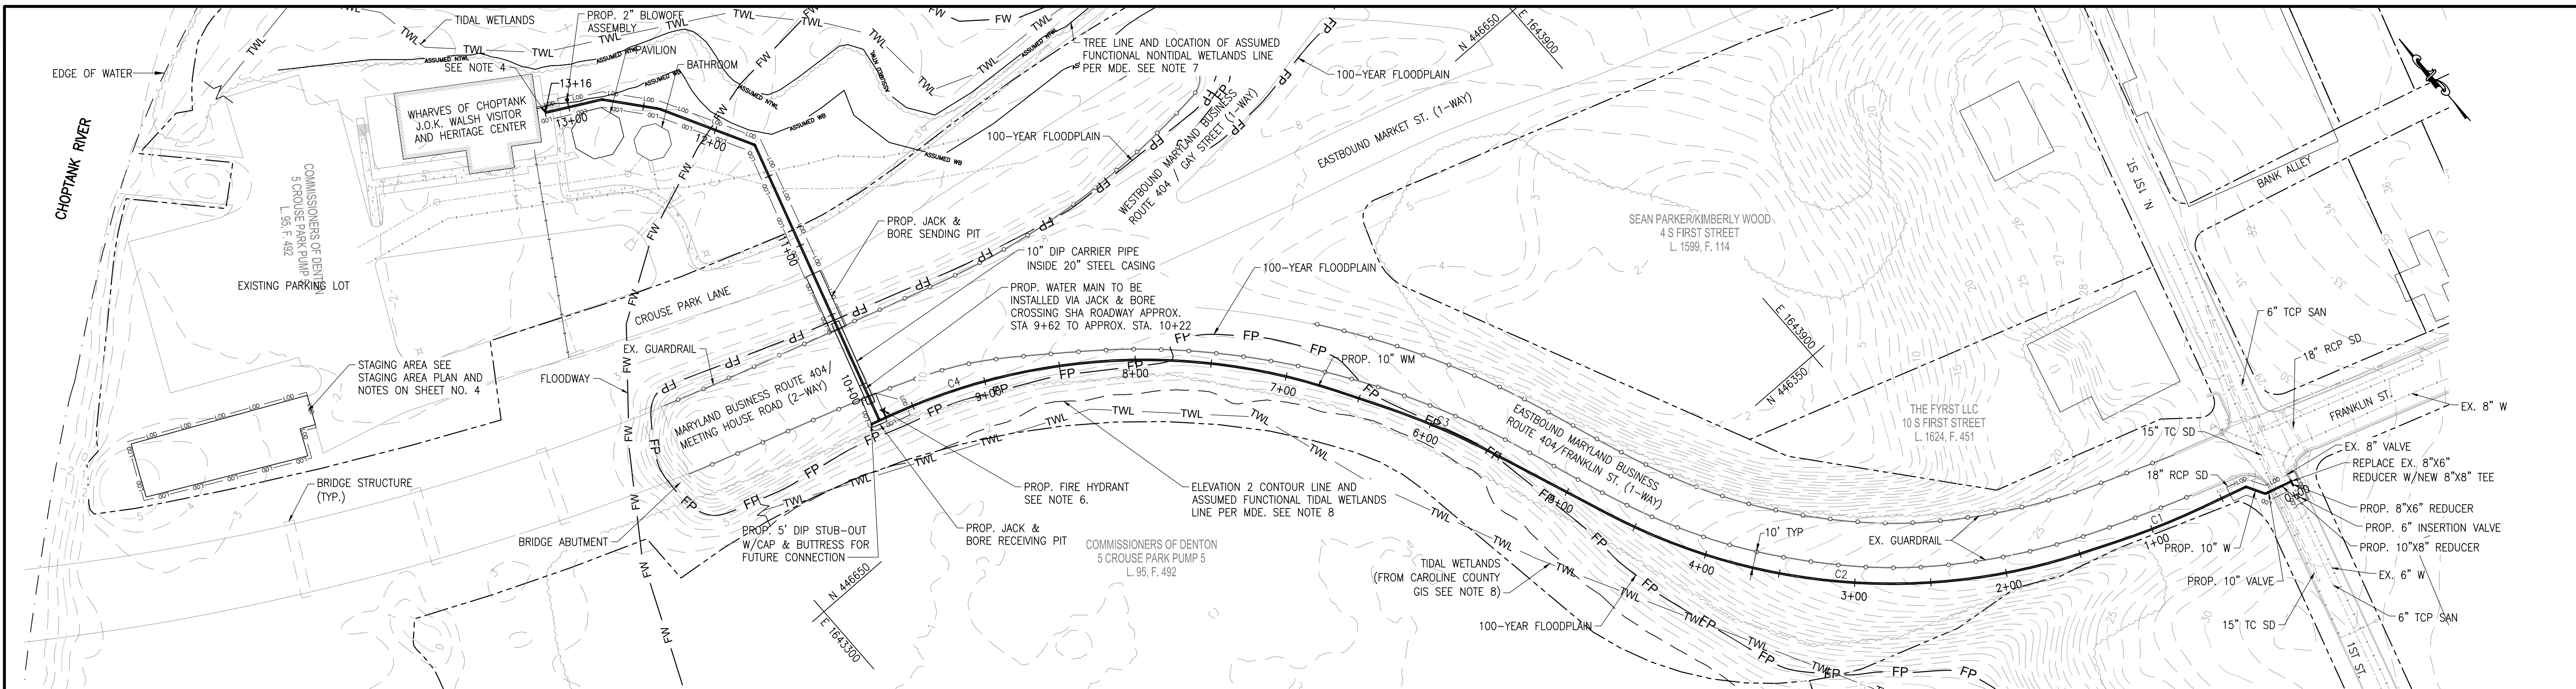 EDGE OF WATER
CHOPTANK RIVER
TWL
TIDAL WETLANDS
PROP. 2" BLOWOFF
ASSEMBLY
PAVILION
BATHROOM
SEE NOTE 4
13+16
WHARVES OF CHOPTANK
J.O.K. WALSH VISITOR
AND HERITAGE CENTER
13+00
12+00
ASSUMED NTWL
ASSUMED WB
ASSUMED NTWL
ASSUMED WB
ASSUMED WB
FW
TWL
TREE LINE AND LOCATION OF ASSUMED
FUNCTIONAL NONTIDAL WETLANDS LINE
PER MDE. SEE NOTE 7
100-YEAR FLOODPLAIN
100-YEAR FLOODPLAIN
FP
WESTBOUND MARYLAND BUSINESS
ROUTE 404 / GAY STREET (1-WAY)
EASTBOUND MARKET ST. (1-WAY)
N 446650
E 1643900
COMMISSIONERS OF DENTON
5 CROUSE PARK PUMP
L. 95, F. 492
EXISTING PARKING LOT
CROUSE PARK LANE
11+00
PROP. JACK &
BORE SENDING PIT
10" DIP CARRIER PIPE
INSIDE 20" STEEL CASING
PROP. WATER MAIN TO BE
INSTALLED VIA JACK & BORE
CROSSING SHA ROADWAY APPROX.
STA 9+62 TO APPROX. STA. 10+22
100-YEAR FLOODPLAIN
SEAN PARKER/KIMBERLY WOOD
4 S FIRST STREET
L. 1599, F. 114
N. 1ST ST.
BANK ALLEY
6" TCP SAN
18" RCP SD
FRANKLIN ST.
EX. 8" W
E 1643900
N 446350
STAGING AREA SEE
STAGING AREA PLAN AND
NOTES ON SHEET NO. 4
FLOODWAY
EX. GUARDRAIL
MARYLAND BUSINESS ROUTE 404/
MEETING HOUSE ROAD (2-WAY)
10+00
C4
9+00
8+00
7+00
PROP. 10" WM
C3
6+00
5+00
EASTBOUND MARYLAND BUSINESS
ROUTE 404/FRANKLIN ST. (1-WAY)
THE FYRST LLC
10 S FIRST STREET
L. 1624, F. 451
15" TC SD
18" RCP SD
EX. 8" VALVE
REPLACE EX. 8"X6"
REDUCER W/NEW 8"X8" TEE
PROP. 8"X6" REDUCER
PROP. 6" INSERTION VALVE
PROP. 10"X8" REDUCER
EX. 6" W
6" TCP SAN
0+00
C1
1+00
PROP. 10" W
PROP. 10" VALVE
15" TC SD
1ST ST.
2+00
C2
3+00
4+00
10' TYP
EX. GUARDRAIL
BRIDGE STRUCTURE
(TYP.)
BRIDGE ABUTMENT
PROP. 5' DIP STUB-OUT
W/CAP & BUTTRESS FOR
FUTURE CONNECTION
PROP. FIRE HYDRANT
SEE NOTE 6.
PROP. JACK &
BORE RECEIVING PIT
ELEVATION 2 CONTOUR LINE AND
ASSUMED FUNCTIONAL TIDAL WETLANDS
LINE PER MDE. SEE NOTE 8
COMMISSIONERS OF DENTON
5 CROUSE PARK PUMP 5
L. 95, F. 492
TIDAL WETLANDS
(FROM CAROLINE COUNTY
GIS SEE NOTE 8)
100-YEAR FLOODPLAIN
N 446650
E 1643300